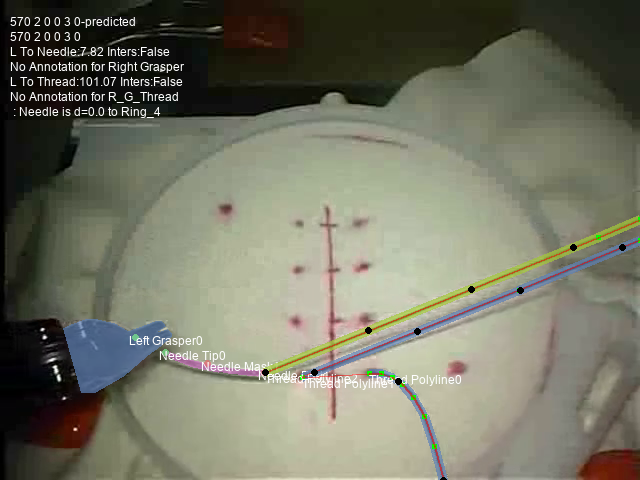 570 2 0 0 3 0-predicted
570 2 0 0 3 0
L To Needle:7.82 Inters:False
No Annotation for Right Grasper
L To Thread:101.07 Inters:False
No Annotation for R_G_Thread
: Needle is d=0.0 to Ring_4
Left Grasper0
Needle Tip0
Needle Mask
Thread Polyline0
Thread Polyline1